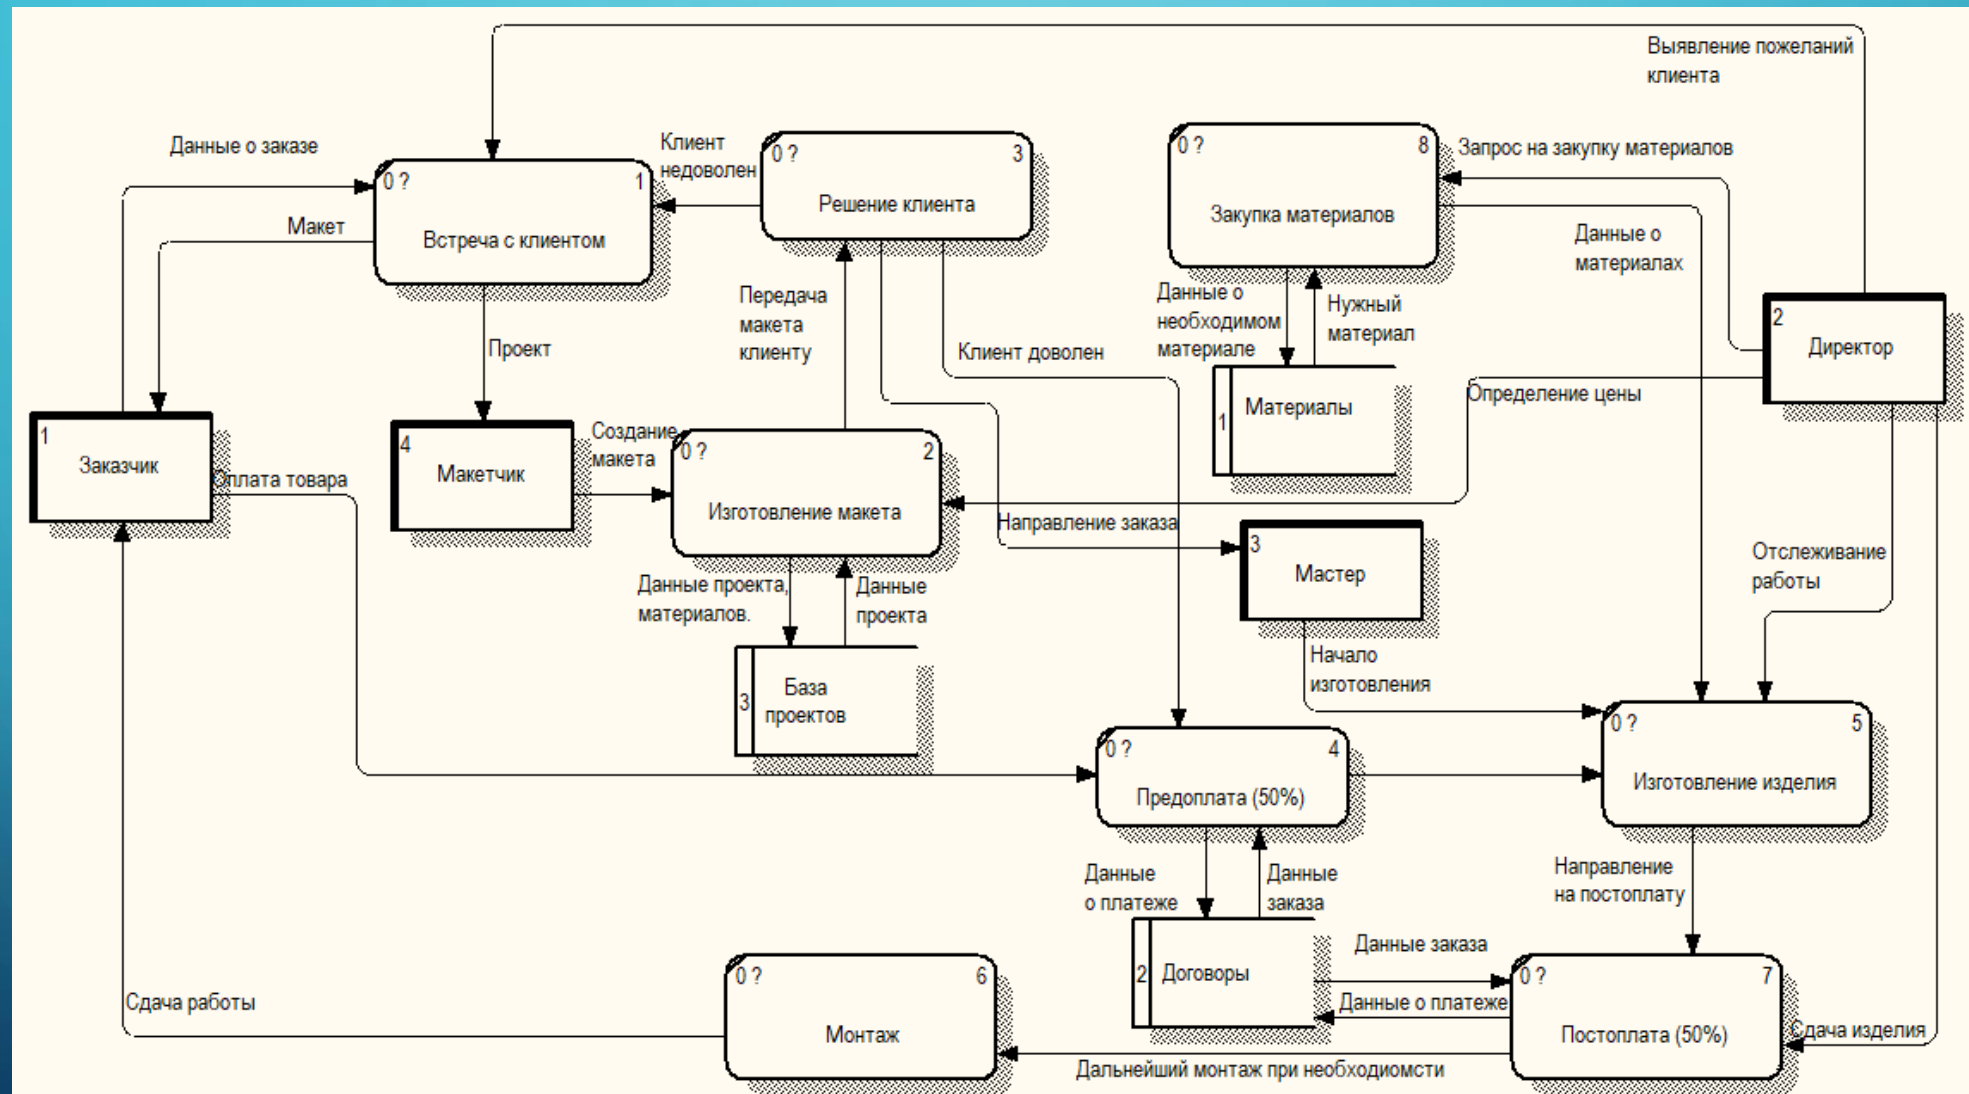 Выявление пожеланий
клиента
Данные о заказе
Клиент
недоволен
0 ?
3
Решение клиента
0 ?
8
Закупка материалов
Запрос на закупку материалов
0 ?
1
Встреча с клиентом
Макет
Данные о
материалах
Передача
макета
клиенту
Данные о
необходимом
материале
Нужный
материал
2
Директор
Проект
Клиент доволен
Определение цены
1
Материалы
1
Заказчик
Оплата товара
4
Макетчик
Создание
макета
0 ?
2
Изготовление макета
Направление заказа
3
Мастер
Отслеживание
работы
Данные проекта,
материалов.
Данные
проекта
Начало
изготовления
3
База
проектов
0 ?
4
Предоплата (50%)
0 ?
5
Изготовление изделия
Данные
о платеже
Данные
заказа
Направление
на постоплату
2
Договоры
Данные заказа
Данные о платеже
0 ?
7
Постоплата (50%)
Сдача изделия
0 ?
6
Монтаж
Сдача работы
Дальнейший монтаж при необходиомсти